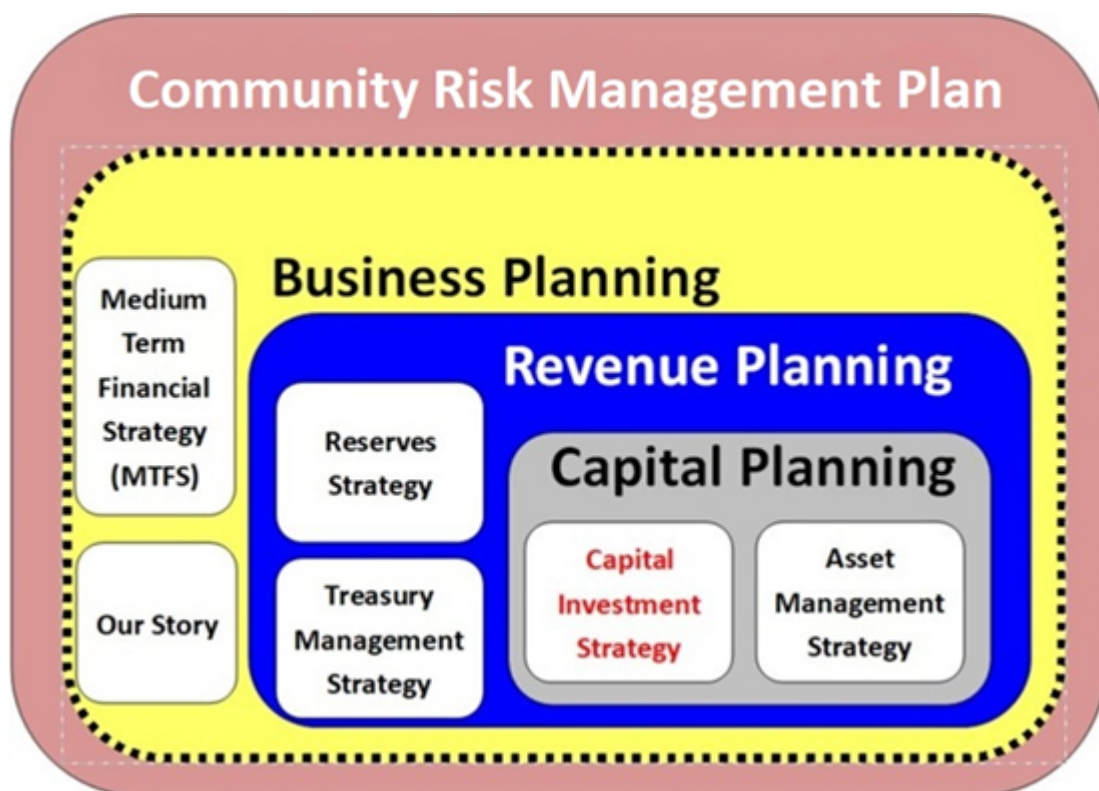 Community Risk Management Plan
Business Planning
Medium
Term
Financial
Strategy
(MTFS)
Our Story
Revenue Planning
Reserves
Strategy
Treasury
Management
Strategy
Capital Planning
Capital
Investment
Strategy
Asset
Management
Strategy